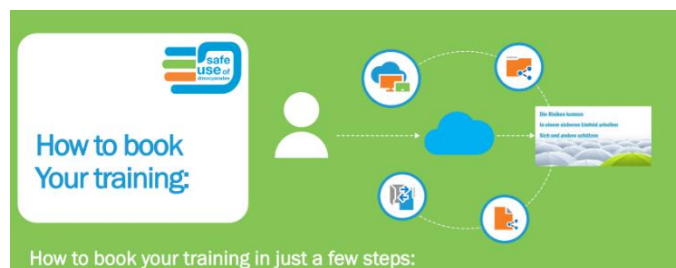 safe
use of
diisocyanates
How to book
Your training:
Die Risiken kennen
In einem sicheren Umfeld arbeiten
Sich und andere schützen
How to book your training in just a few steps: